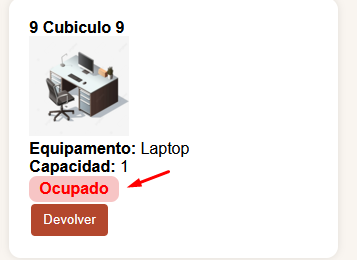 9 Cubiculo 9
Equipamento: Laptop
Capacidad: 1
Ocupado
Devolver